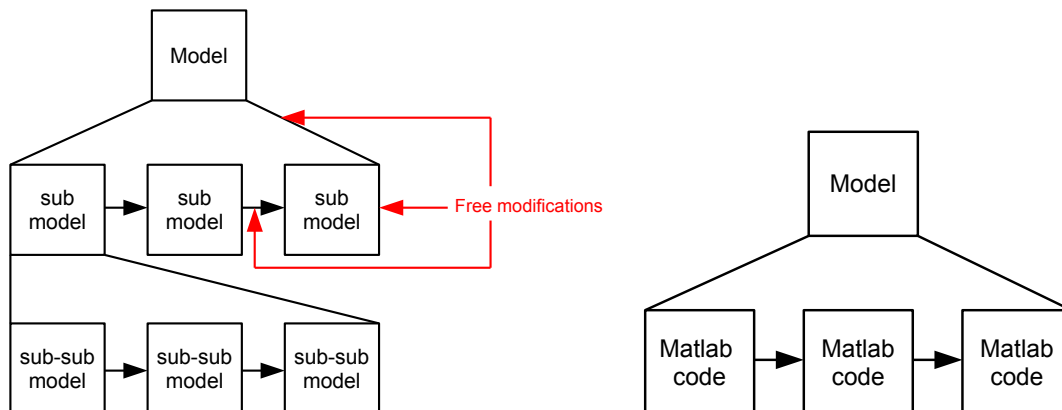 Model
sub
model
sub
model
sub
model
Free modifications
sub-sub
model
sub-sub
model
sub-sub
model
Model
Matlab
code
Matlab
code
Matlab
code